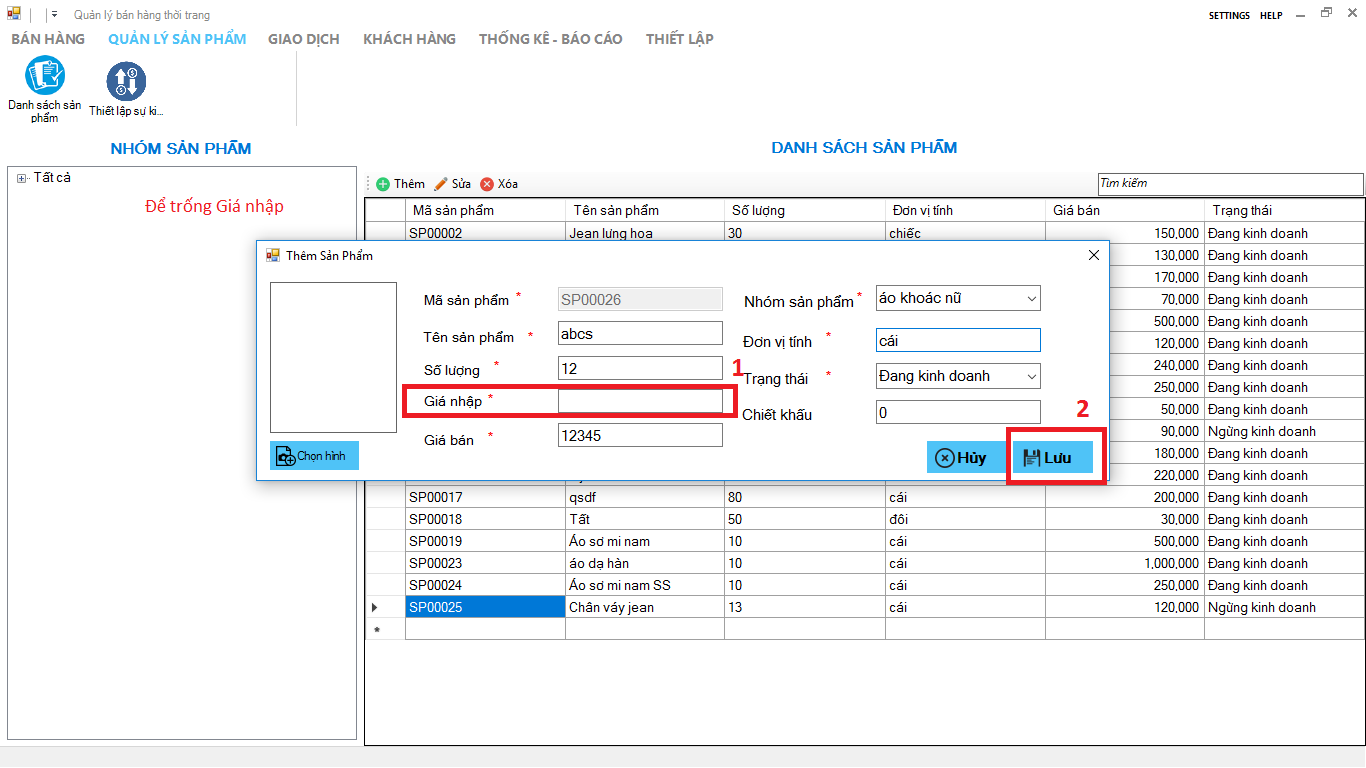 Quản lý bán hàng thời trang
SETTINGS HELP
BÁN HÀNG QUẢN LÝ SẢN PHẨM GIAO DỊCH KHÁCH HÀNG THỐNG KÊ - BÁO CÁO THIẾT LẬP
Danh sách sản phẩm
Thiết lập sự ki...
NHÓM SẢN PHẨM
DANH SÁCH SẢN PHẨM
Tất cả
Để trống Giá nhập
Thêm Sửa Xóa
Tìm kiếm
Mã sản phẩm Tên sản phẩm Số lượng Đơn vị tính Giá bán Trạng thái
SP00002 Jean lưng hoa 30 chiếc 150,000 Đang kinh doanh
130,000 Đang kinh doanh
170,000 Đang kinh doanh
70,000 Đang kinh doanh
500,000 Đang kinh doanh
120,000 Đang kinh doanh
240,000 Đang kinh doanh
250,000 Đang kinh doanh
50,000 Đang kinh doanh
90,000 Ngừng kinh doanh
180,000 Đang kinh doanh
220,000 Đang kinh doanh
Thêm Sản Phẩm
Mã sản phẩm * SP00026
Nhóm sản phẩm * áo khoác nữ
Tên sản phẩm * abcs
Đơn vị tính * cái
Số lượng * 12
1
Trạng thái * Đang kinh doanh
Giá nhập *
Chiết khấu 0
2
Giá bán * 12345
Chọn hình
Hủy
Lưu
SP00017 qsdf 80 cái 200,000 Đang kinh doanh
SP00018 Tất 50 đôi 30,000 Đang kinh doanh
SP00019 Áo sơ mi nam 10 cái 500,000 Đang kinh doanh
SP00023 áo dạ hàn 10 cái 1,000,000 Đang kinh doanh
SP00024 Áo sơ mi nam SS 10 cái 250,000 Đang kinh doanh
SP00025 Chân váy jean 13 cái 120,000 Ngừng kinh doanh
*